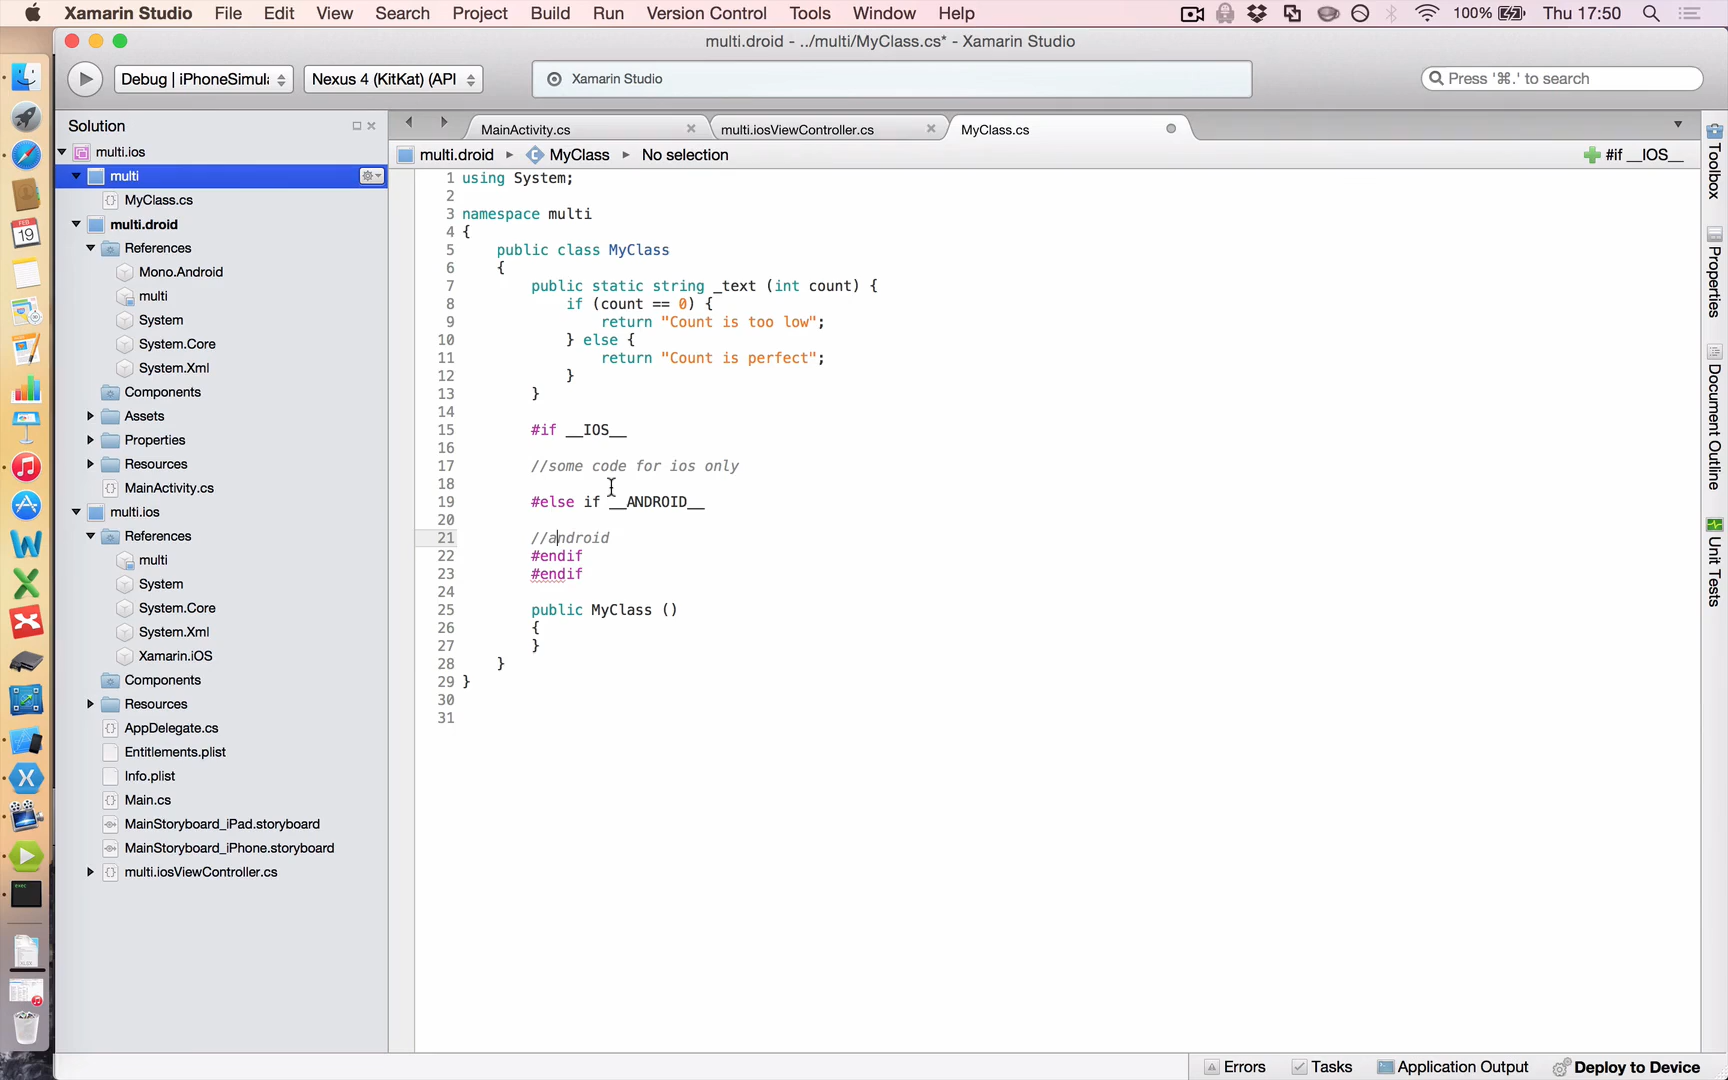 Xamarin Studio File Edit View Search Project Build Run Version Control Tools Window Help 100% Thu 17:50
multi.droid - ../multi/MyClass.cs* - Xamarin Studio
Debug | iPhoneSimula Nexus 4 (KitKat) (API Xamarin Studio Press '⌘.' to search
Solution
multi.ios
multi
MyClass.cs
multi.droid
References
Mono.Android
multi
System
System.Core
System.Xml
Components
Assets
Properties
Resources
MainActivity.cs
multi.ios
References
multi
System
System.Core
System.Xml
Xamarin.iOS
Components
Resources
AppDelegate.cs
Entitlements.plist
Info.plist
Main.cs
MainStoryboard_iPad.storyboard
MainStoryboard_iPhone.storyboard
multi.iosViewController.cs
MainActivity.cs multi.iosViewController.cs MyClass.cs
multi.droid MyClass No selection #if __IOS__
1 using System;
2
3 namespace multi
4 {
5 public class MyClass
6 {
7 public static string _text (int count) {
8 if (count == 0) {
9 return "Count is too low";
10 } else {
11 return "Count is perfect";
12 }
13 }
14
15 #if __IOS__
16
17 //some code for ios only
18
19 #else if __ANDROID__
20
21 //android
22 #endif
23 #endif
24
25 public MyClass ()
26 {
27 }
28 }
29 }
30
31
Toolbox
Properties
Document Outline
Unit Tests
Errors Tasks Application Output Deploy to Device
FEB
19